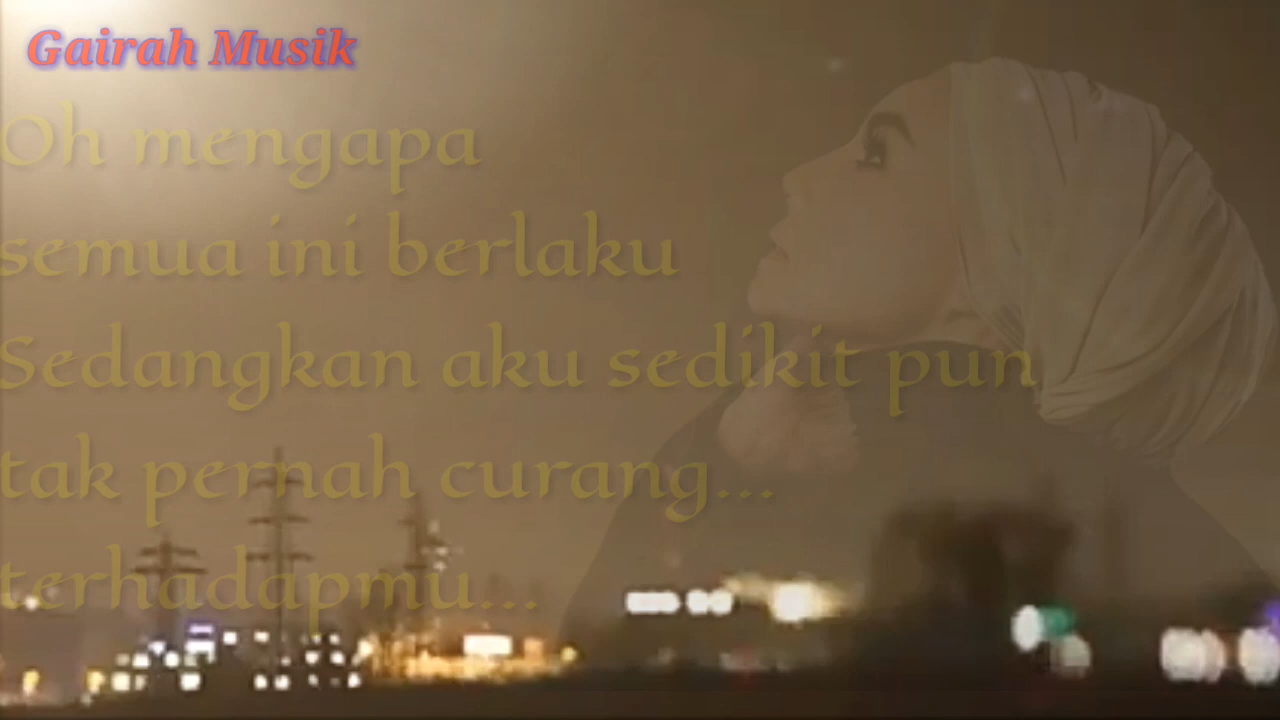 Gairah Musik
Oh mengapa
semua ini berlaku
Sedangkan aku sedikit pun
tak pernah curang...
terhadapmu...